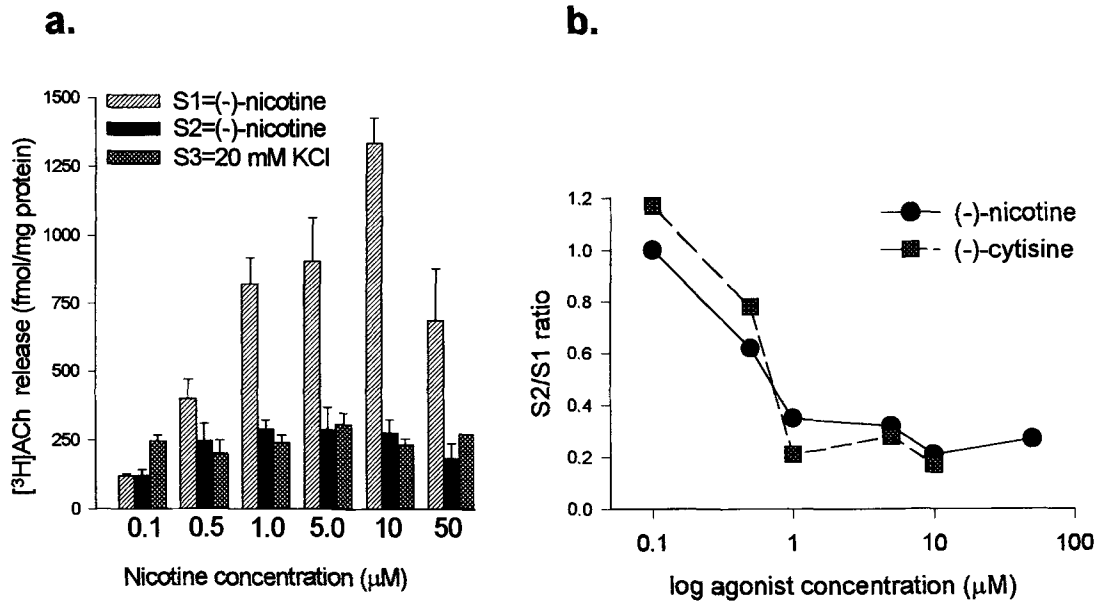 a.
S1=(-)-nicotine
S2=(-)-nicotine
S3=20 mM KCl
[³H]ACh release (fmol/mg protein)
1500
1250
1000
750
500
250
0
0.1 0.5 1.0 5.0 10 50
Nicotine concentration (µM)
b.
(-)-nicotine
(-)-cytisine
S2/S1 ratio
1.2
1.0
0.8
0.6
0.4
0.2
0.0
0.1 1 10 100
log agonist concentration (µM)